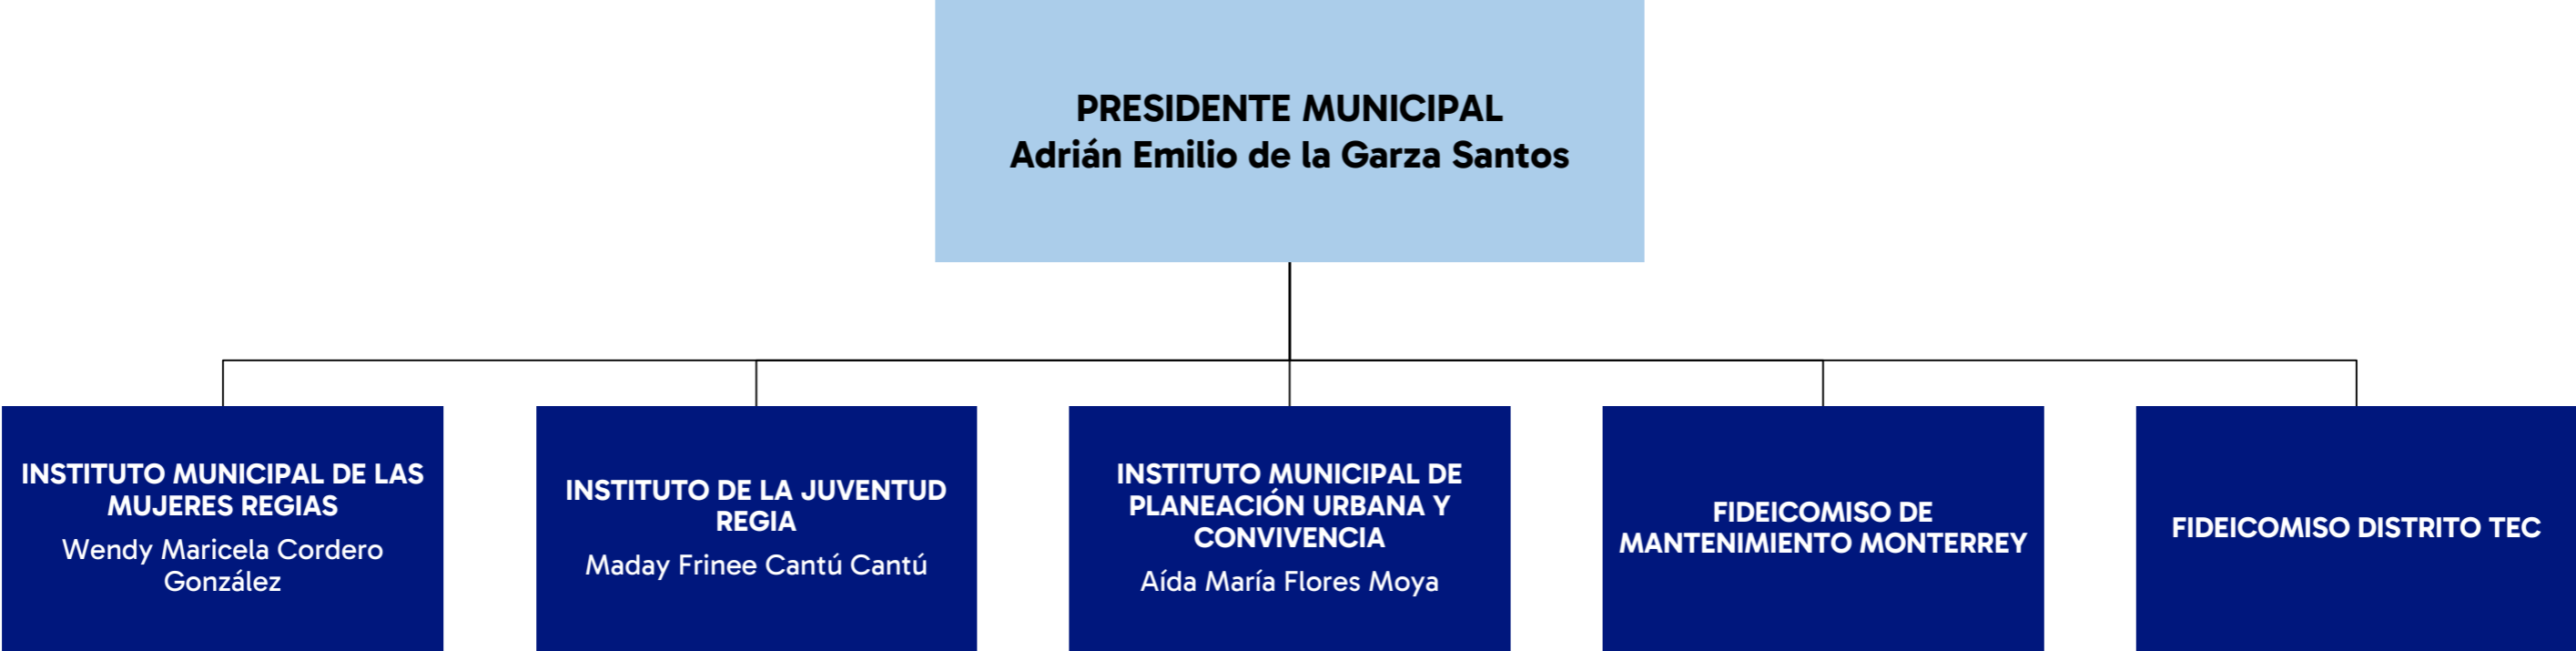 PRESIDENTE MUNICIPAL
Adrián Emilio de la Garza Santos
INSTITUTO MUNICIPAL DE LAS
MUJERES REGIAS
Wendy Maricela Cordero
González
INSTITUTO DE LA JUVENTUD
REGIA
Maday Frinee Cantú Cantú
INSTITUTO MUNICIPAL DE
PLANEACIÓN URBANA Y
CONVIVENCIA
Aída María Flores Moya
FIDEICOMISO DE
MANTENIMIENTO MONTERREY
FIDEICOMISO DISTRITO TEC